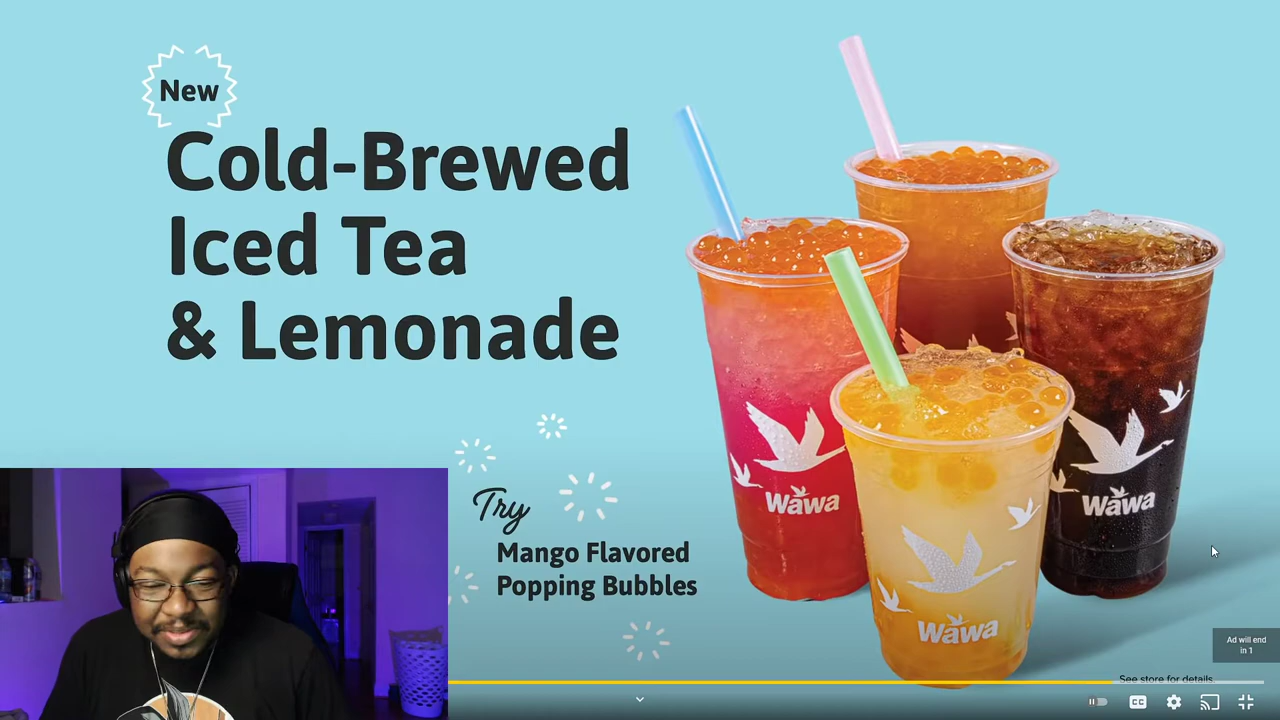 New
Cold-Brewed
Iced Tea
& Lemonade
Try
Mango Flavored
Popping Bubbles
Wawa
Wawa
Wawa
Ad will end
in 1
See store for details.
CC